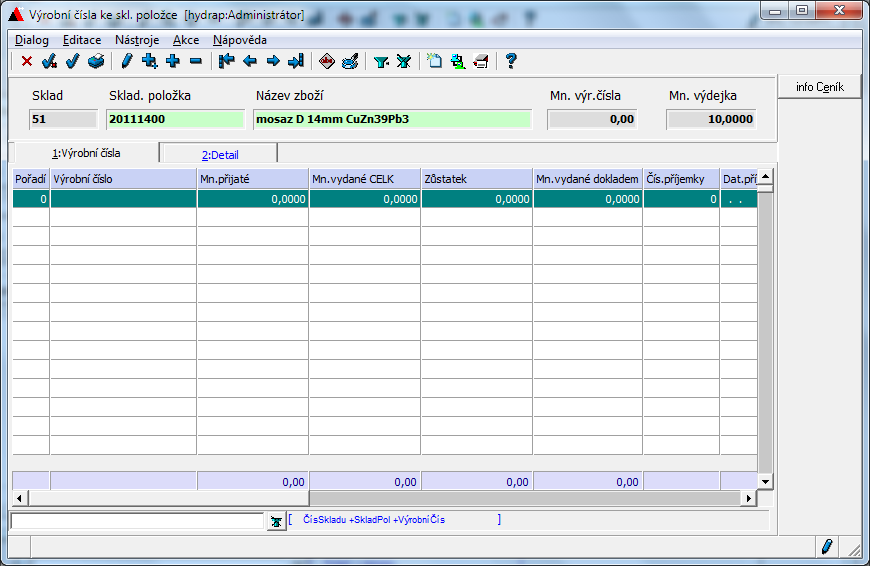 Výrobní čísla ke skl. položce [hydrap:Administrátor]
Dialog Editace Nástroje Akce Nápověda
info Ceník
Sklad Sklad. položka Název zboží Mn. výr.čísla Mn. výdejka
51 20111400 mosaz D 14mm CuZn39Pb3 0,00 10,0000
1:Výrobní čísla 2:Detail
Pořadí Výrobní číslo Mn.přijaté Mn.vydané CELK Zůstatek Mn.vydané dokladem Čís.příjemky Dat.pří
0 0,0000 0,0000 0,0000 0,0000 0 . .
0,00 0,00 0,00 0,00
[ ČísSkladu +SkladPol +VýrobníČís ]